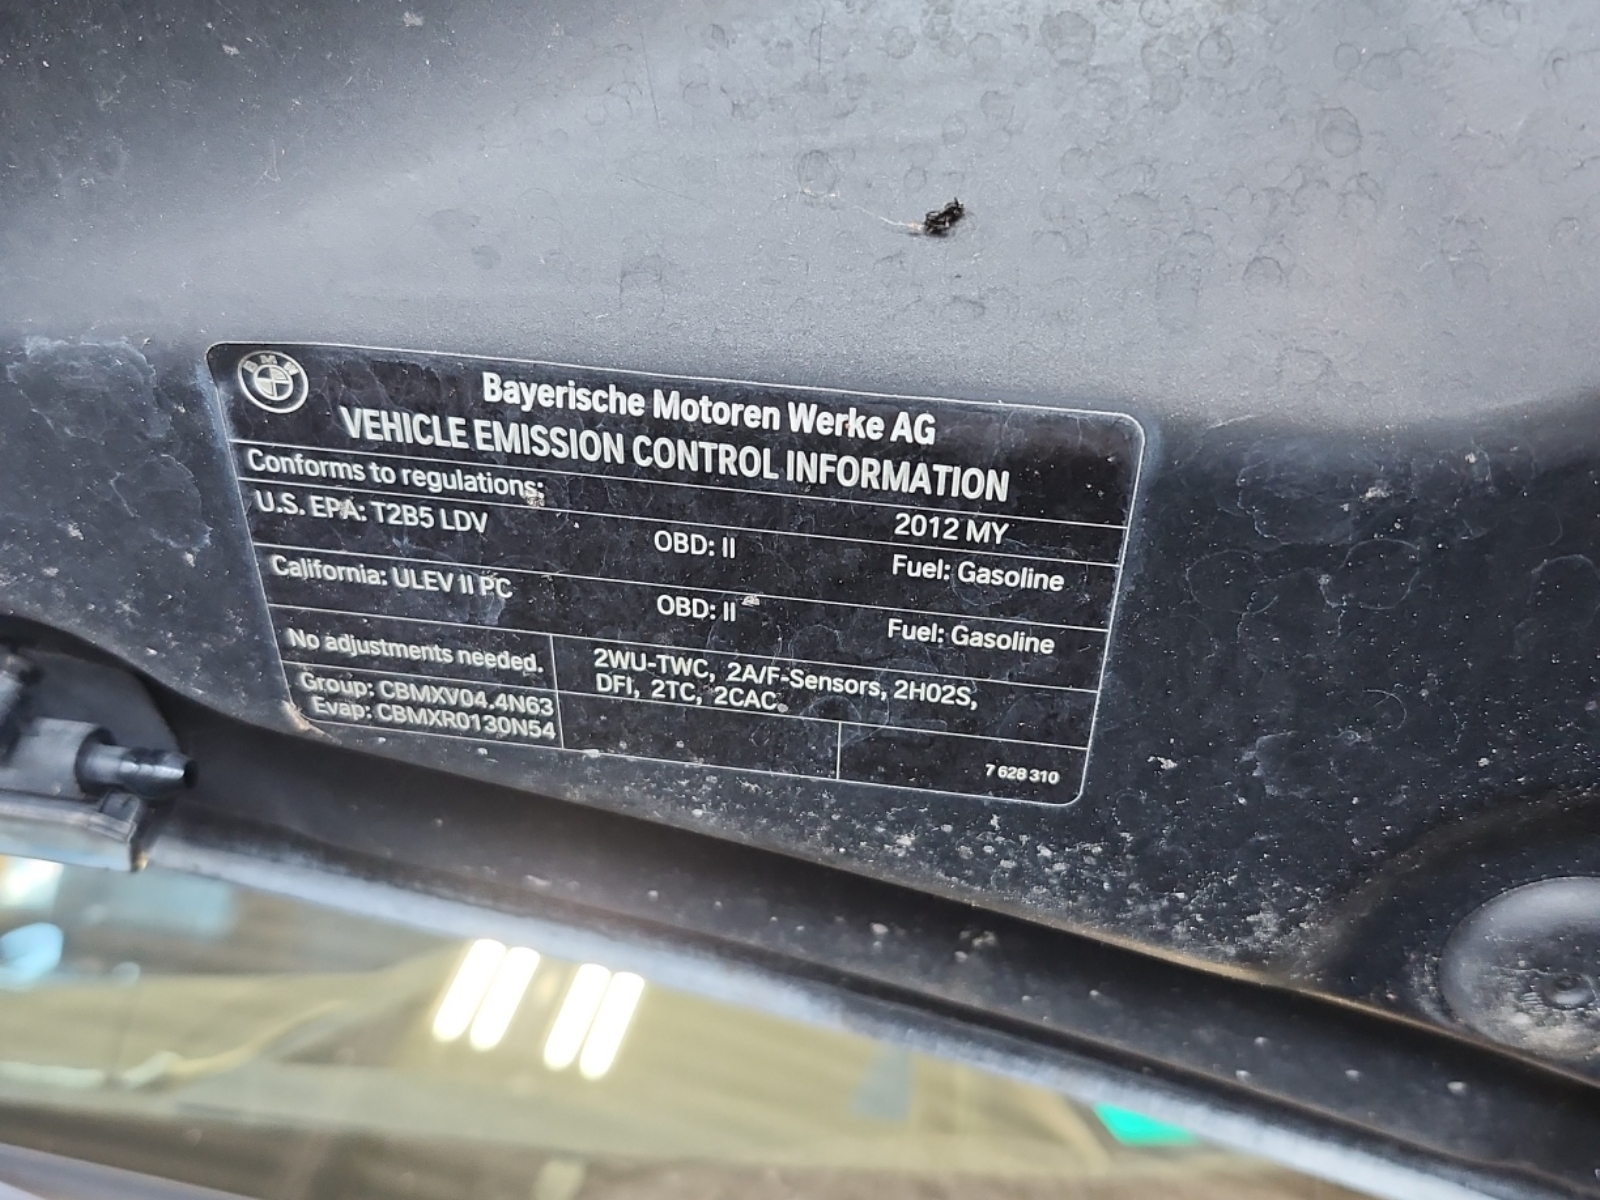 BMW
Bayerische Motoren Werke AG
VEHICLE EMISSION CONTROL INFORMATION
Conforms to regulations: 2012 MY
U.S. EPA: T2B5 LDV OBD: II Fuel: Gasoline
California: ULEV II PC OBD: II Fuel: Gasoline
No adjustments needed.
2WU-TWC, 2A/F-Sensors, 2H02S,
DFI, 2TC, 2CAC.
Group: CBMXV04.4N63
Evap: CBMXR0130N54
7 628 310